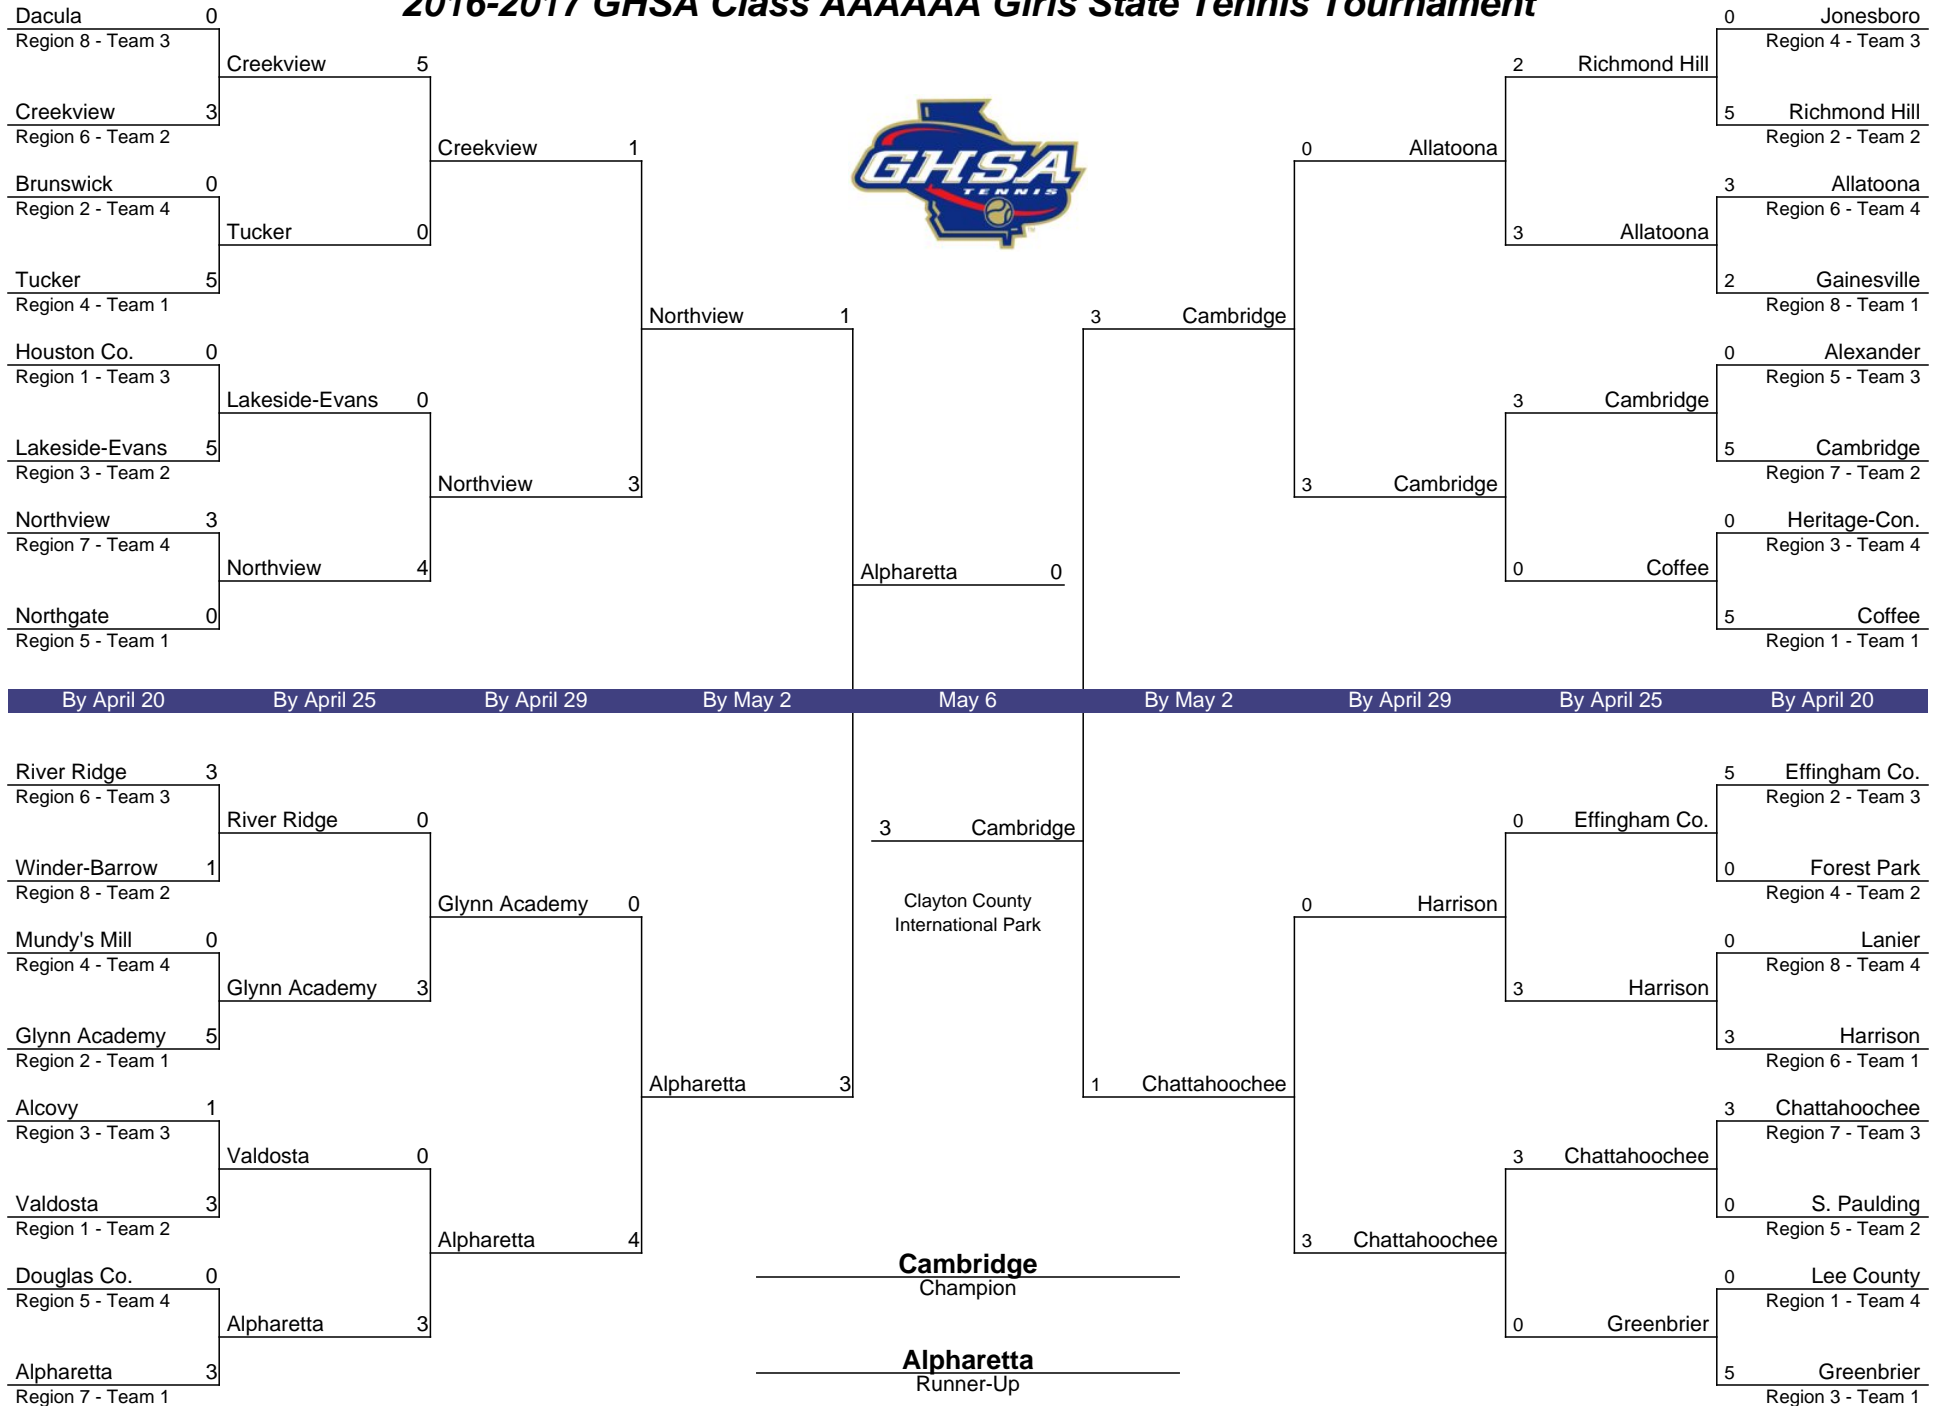 2016-2017 GHSA Class AAAAAA Girls State Tennis Tournament
Dacula 0
Region 8 - Team 3
Creekview 5
Creekview 3
Region 6 - Team 2
Creekview 1
Brunswick 0
Region 2 - Team 4
Tucker 0
Tucker 5
Region 4 - Team 1
Northview 1
Houston Co. 0
Region 1 - Team 3
Lakeside-Evans 0
Lakeside-Evans 5
Region 3 - Team 2
Northview 3
Northview 3
Region 7 - Team 4
Northview 4
Northgate 0
Region 5 - Team 1
GHSA
TENNIS
Alpharetta 0
0 Jonesboro
Region 4 - Team 3
2 Richmond Hill
5 Richmond Hill
Region 2 - Team 2
0 Allatoona
3 Allatoona
Region 6 - Team 4
3 Allatoona
2 Gainesville
Region 8 - Team 1
3 Cambridge
0 Alexander
Region 5 - Team 3
3 Cambridge
5 Cambridge
Region 7 - Team 2
3 Cambridge
0 Heritage-Con.
Region 3 - Team 4
0 Coffee
5 Coffee
Region 1 - Team 1
By April 20 By April 25 By April 29 By May 2 May 6 By May 2 By April 29 By April 25 By April 20
River Ridge 3
Region 6 - Team 3
River Ridge 0
Winder-Barrow 1
Region 8 - Team 2
Glynn Academy 0
Mundy's Mill 0
Region 4 - Team 4
Glynn Academy 3
Glynn Academy 5
Region 2 - Team 1
Alpharetta 3
Alcovy 1
Region 3 - Team 3
Valdosta 0
Valdosta 3
Region 1 - Team 2
Alpharetta 4
Douglas Co. 0
Region 5 - Team 4
Alpharetta 3
Alpharetta 3
Region 7 - Team 1
3 Cambridge
Clayton County
International Park
Cambridge
Champion
Alpharetta
Runner-Up
5 Effingham Co.
Region 2 - Team 3
0 Effingham Co.
0 Forest Park
Region 4 - Team 2
0 Harrison
0 Lanier
Region 8 - Team 4
3 Harrison
3 Harrison
Region 6 - Team 1
1 Chattahoochee
3 Chattahoochee
Region 7 - Team 3
3 Chattahoochee
0 S. Paulding
Region 5 - Team 2
3 Chattahoochee
0 Lee County
Region 1 - Team 4
0 Greenbrier
5 Greenbrier
Region 3 - Team 1